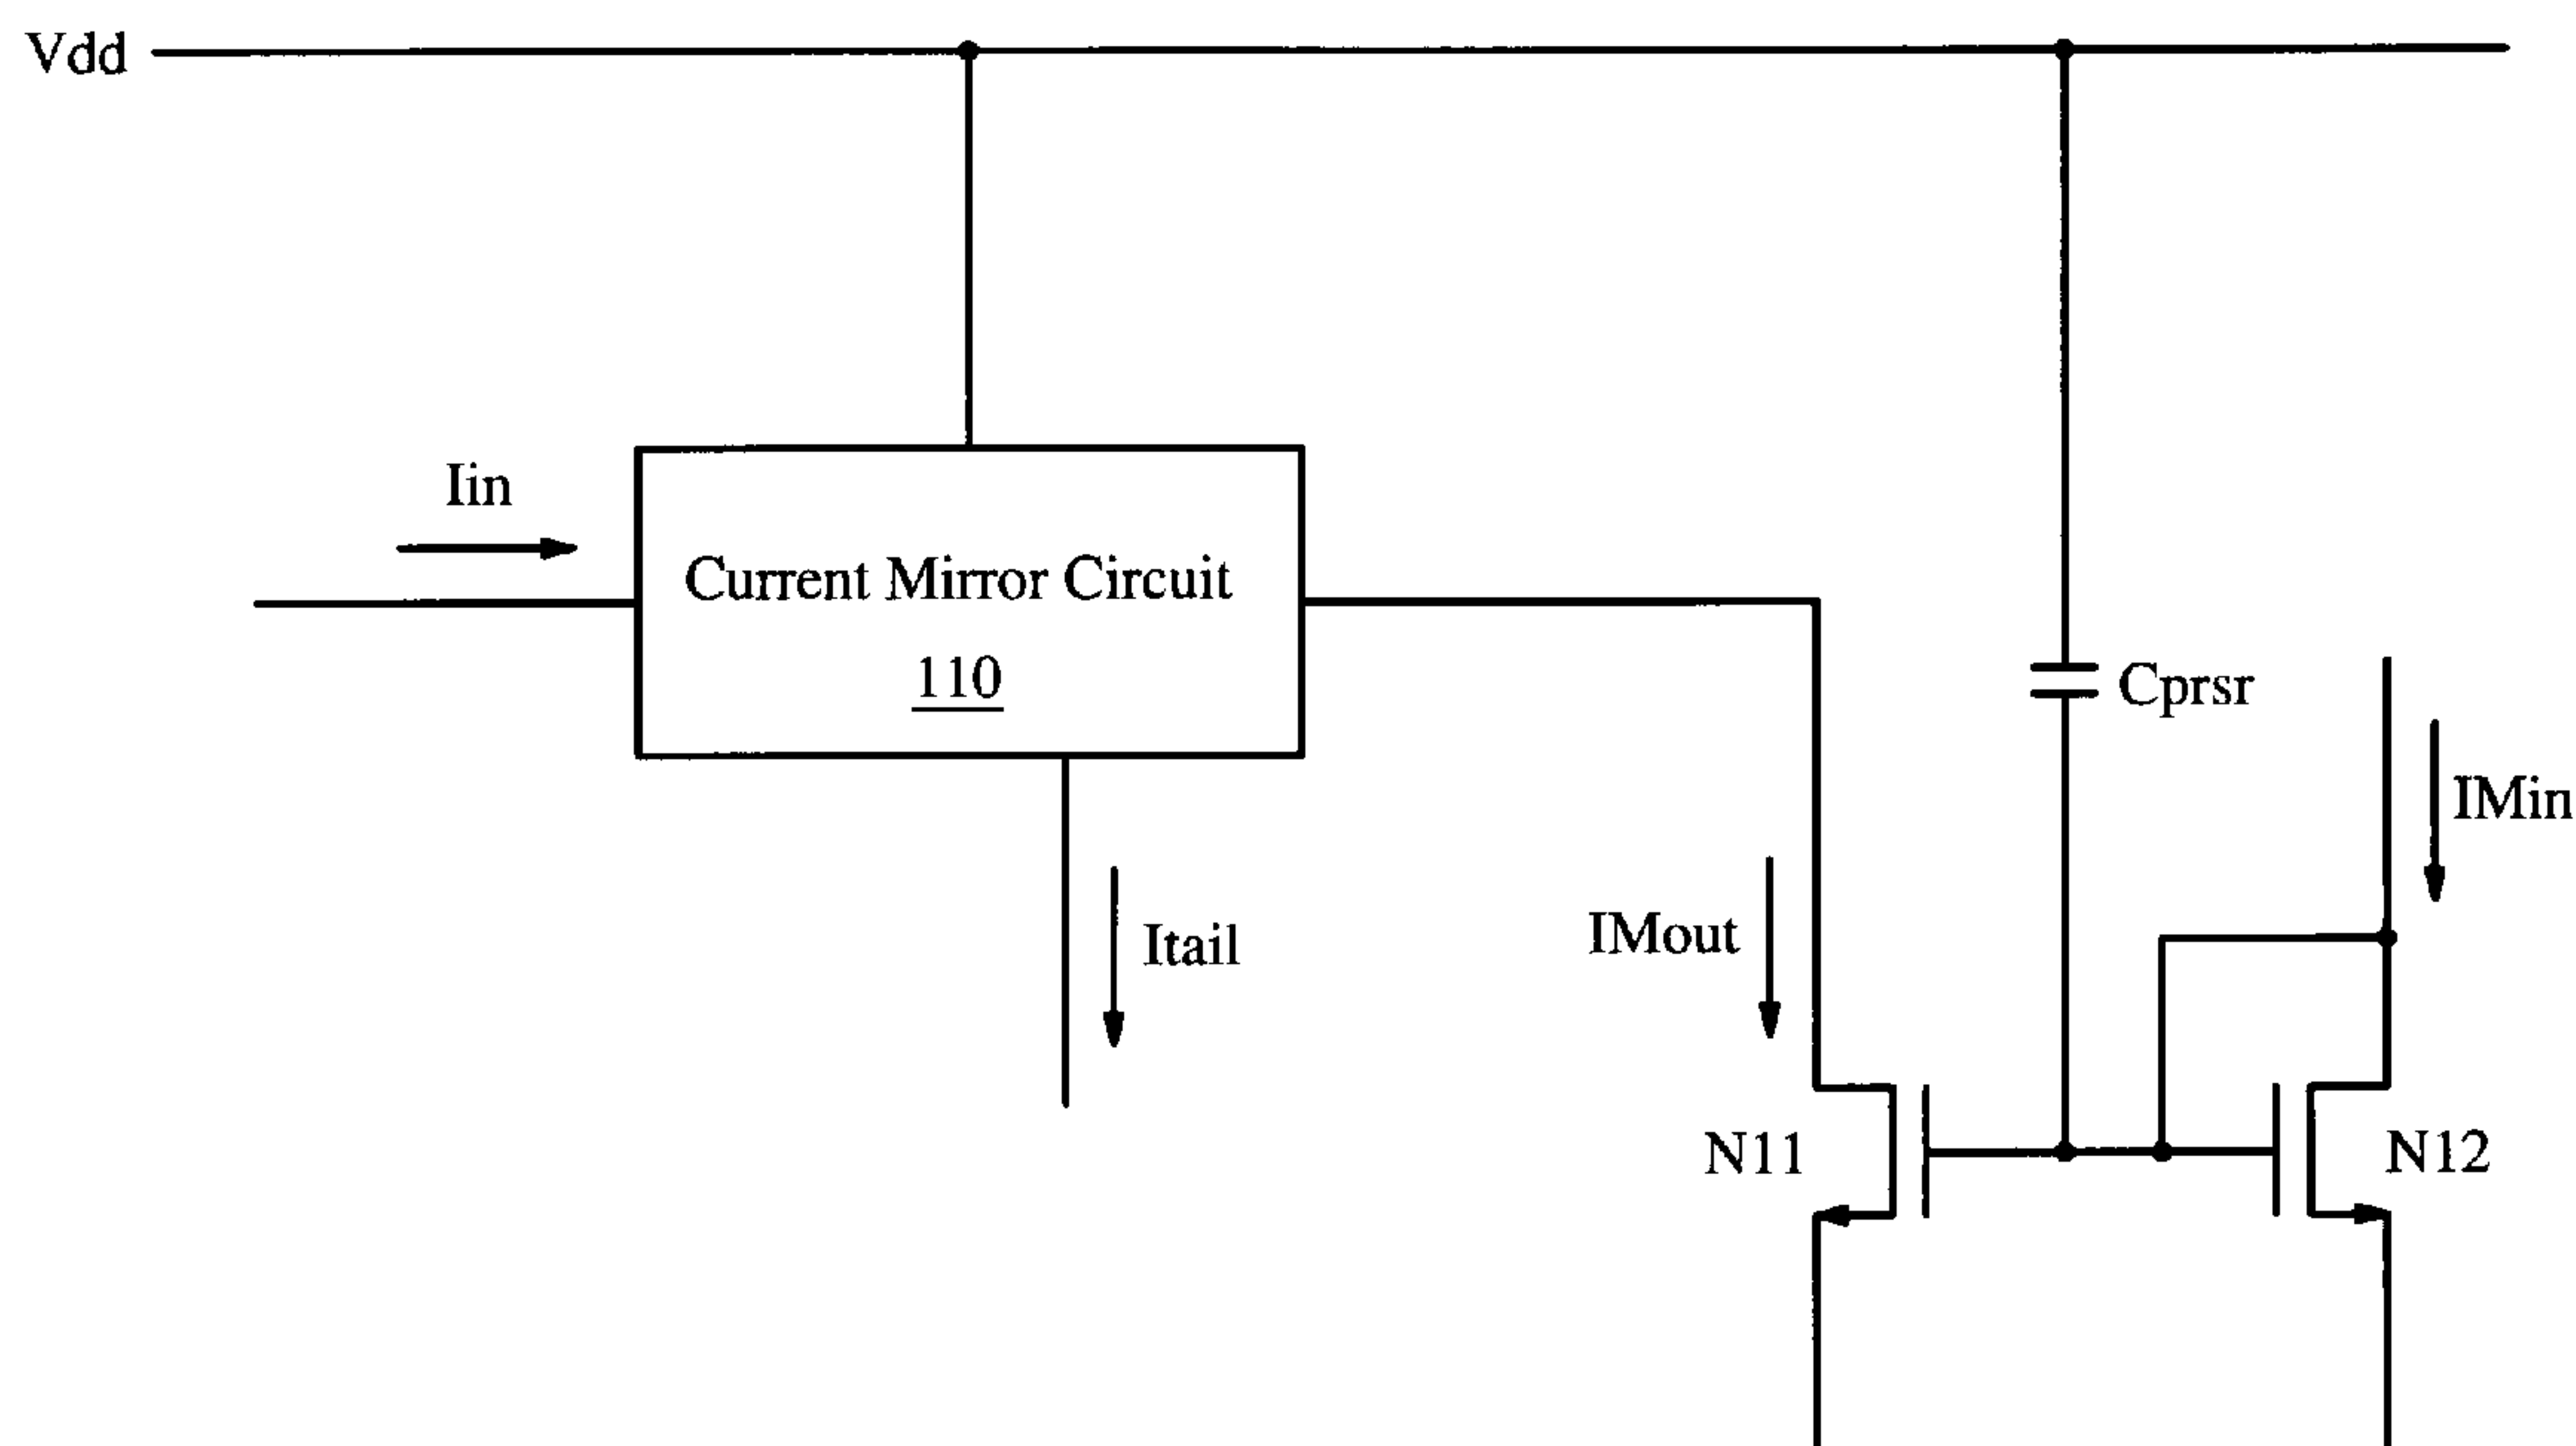 Vdd
Iin
Current Mirror Circuit
110
Cprsr
IMin
Itail
IMout
N11
N12